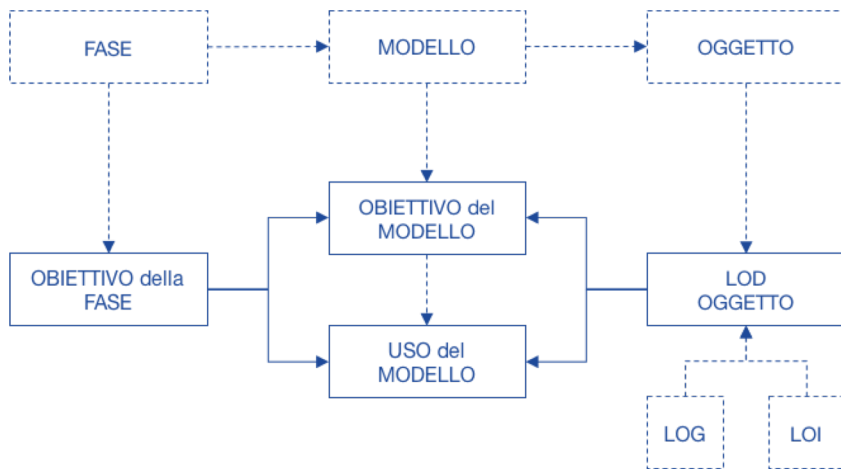 FASE
MODELLO
OGGETTO
OBIETTIVO del
MODELLO
OBIETTIVO della
FASE
LOD
OGGETTO
USO del
MODELLO
LOG
LOI